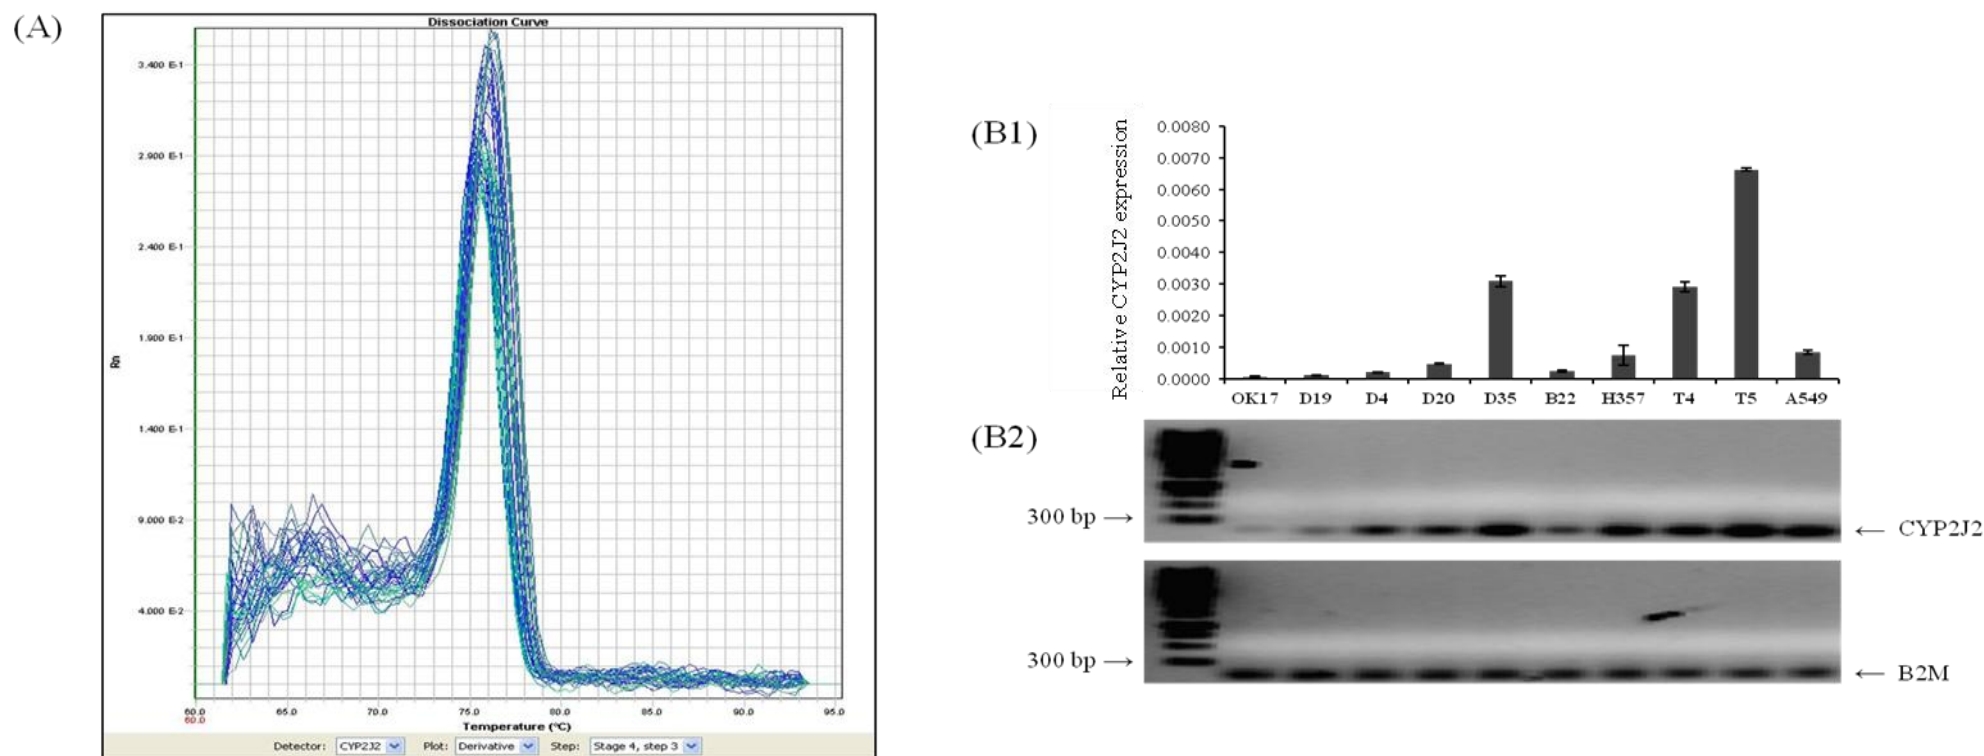 (A)
Dissociation Curve
3.400 E-1
2.900 E-1
2.400 E-1
1.900 E-1
1.400 E-1
9.000 E-2
4.000 E-2
Rn
60.0 65.0 70.0 75.0 80.0 85.0 90.0 95.0
60.0
Temperature (ºC)
Detector: CYP2J2 Plot: Derivative Step: Stage 4, step 3
(B1)
Relative CYP2J2 expression
0.0080
0.0070
0.0060
0.0050
0.0040
0.0030
0.0020
0.0010
0.0000
OK17 D19 D4 D20 D35 B22 H357 T4 T5 A549
(B2)
300 bp →
← CYP2J2
300 bp →
← B2M